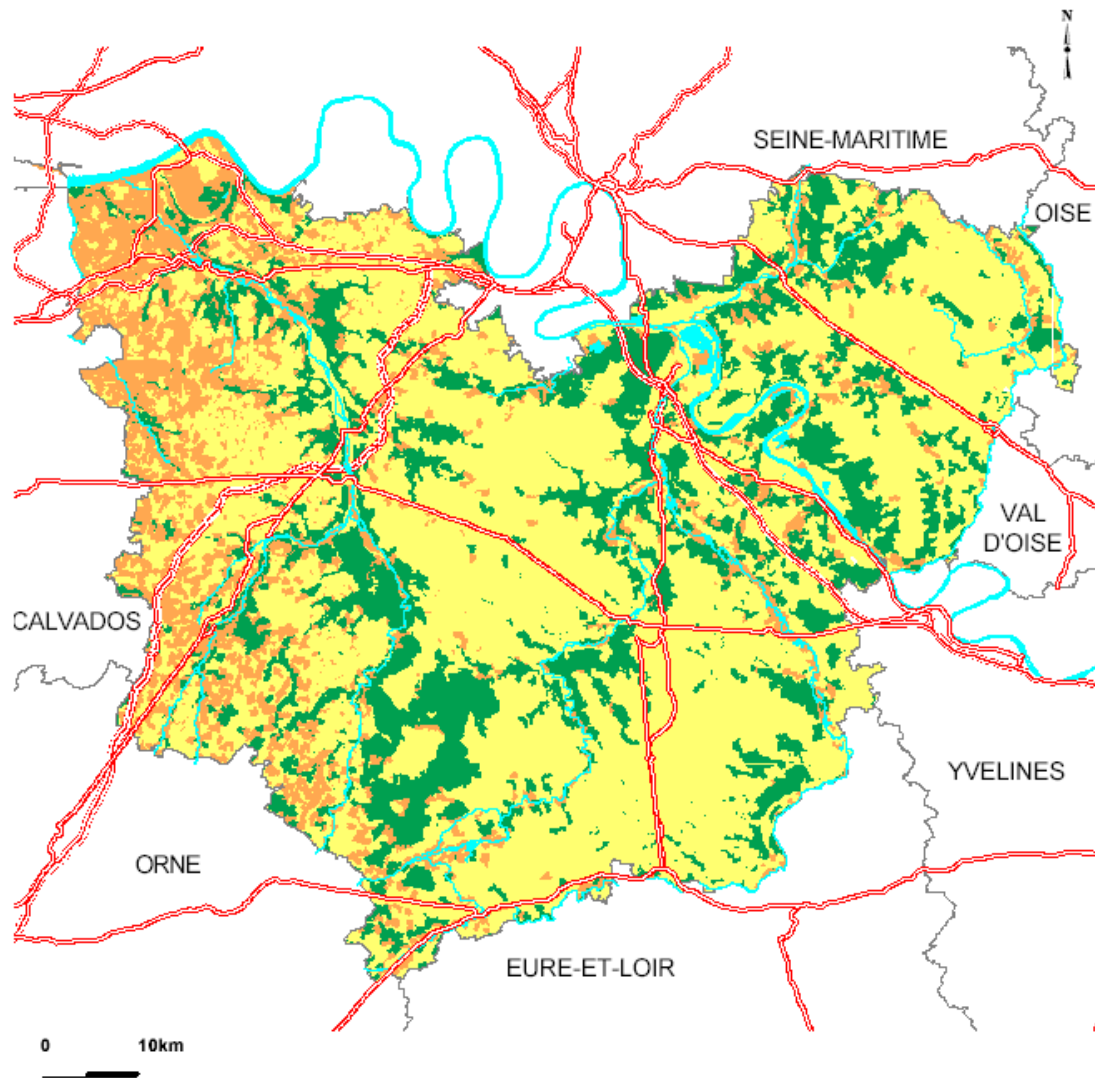 N
SEINE-MARITIME
OISE
VAL
D'OISE
CALVADOS
YVELINES
ORNE
EURE-ET-LOIR
0 10km